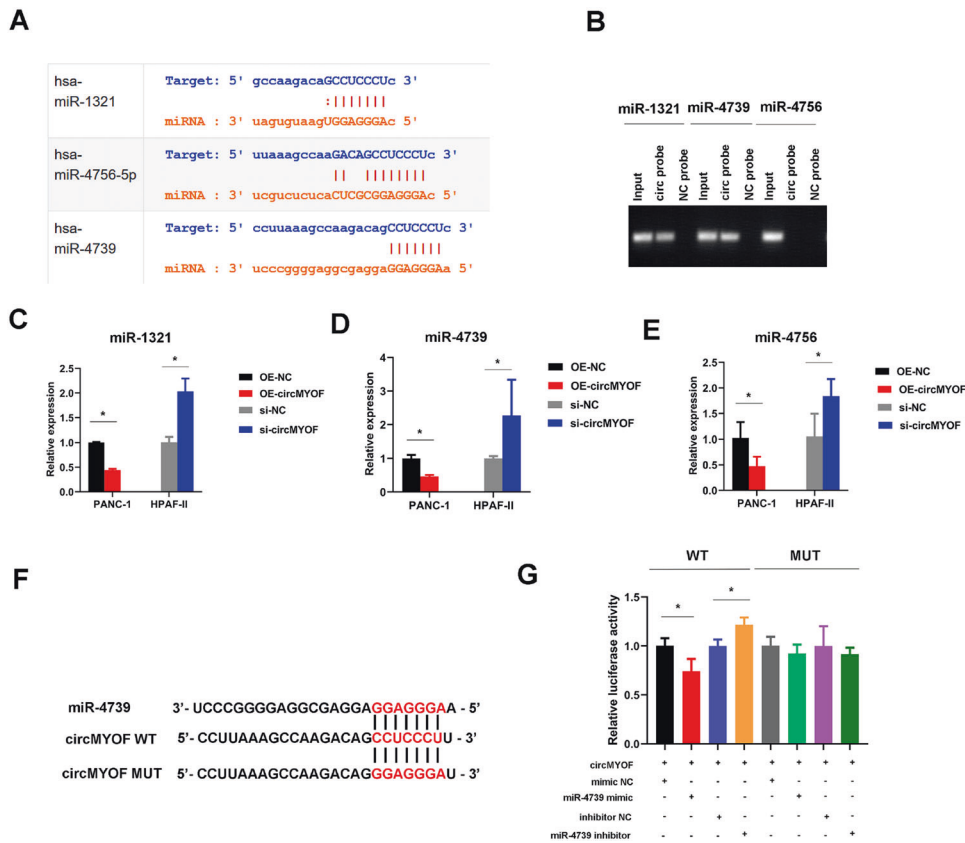 A
hsa-
miR-1321
Target: 5' gccaagacaGCCUCCCUc 3'
:|||||||
miRNA : 3' uaguguaagUGGAGGGAc 5'
hsa-
miR-4756-5p
Target: 5' uuaaagccaaGACAGCCUCCCUc 3'
|| ||||||||
miRNA : 3' ucgucucucaCUCGCGGAGGGAc 5'
hsa-
miR-4739
Target: 5' ccuuaaagccaagacagCCUCCCUc 3'
|||||||
miRNA : 3' ucccggggaggcgaggaGGAGGGAa 5'
B
miR-1321 miR-4739 miR-4756
Input circ probe NC probe Input circ probe NC probe Input circ probe NC probe
C
miR-1321
Relative expression
2.5
2.0
1.5
1.0
0.5
0.0
* *
PANC-1 HPAF-II
OE-NC
OE-circMYOF
si-NC
si-circMYOF
D
miR-4739
Relative expression
4
3
2
1
0
* *
PANC-1 HPAF-II
OE-NC
OE-circMYOF
si-NC
si-circMYOF
E
miR-4756
Relative expression
2.5
2.0
1.5
1.0
0.5
0.0
* *
PANC-1 HPAF-II
OE-NC
OE-circMYOF
si-NC
si-circMYOF
F
miR-4739 3'- UCCCGGGGAGGCGAGGAGGAGGGAA - 5'
circMYOF WT 5'- CCUUAAAGCCAAGACAGCCUCCCUU - 3'
circMYOF MUT 5'- CCUUAAAGCCAAGACAGGGAGGGAU - 3'
G
WT MUT
Relative luciferase activity
1.5
1.0
0.5
0.0
* *
circMYOF + + + + + + + +
mimic NC + - - - + - - -
miR-4739 mimic - + - - - + - -
inhibitor NC - - + - - - + -
miR-4739 inhibitor - - - + - - - +